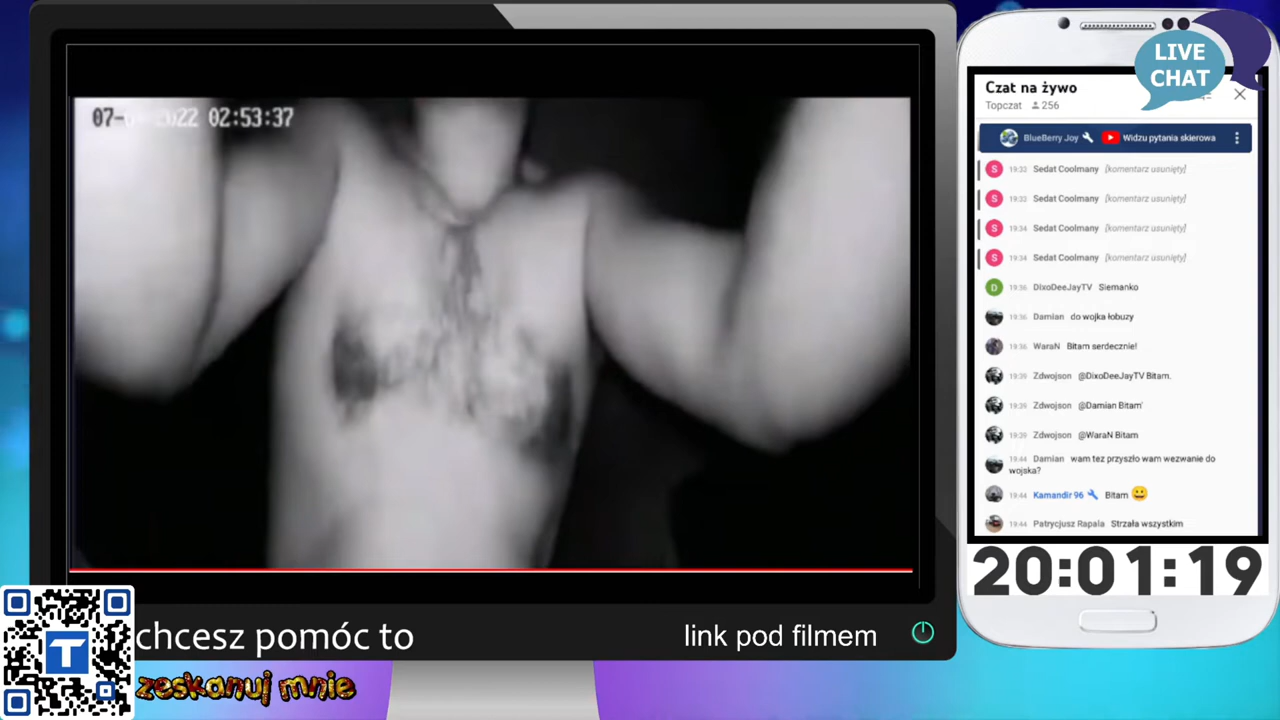 07- 2022 02:53:37
LIVE
CHAT
Czat na żywo
Topczat 256
BlueBerry Joy Widzu pytania skierowa
S 19:33 Sedat Coolmany [komentarz usunięty]
S 19:33 Sedat Coolmany [komentarz usunięty]
S 19:34 Sedat Coolmany [komentarz usunięty]
S 19:34 Sedat Coolmany [komentarz usunięty]
D 19:36 DixoDeeJayTV Siemanko
19:36 Damian do wojka łobuzy
19:36 WaraN Bitam serdecznie!
19:39 Zdwojson @DixoDeeJayTV Bitam.
19:39 Zdwojson @Damian Bitam'
19:39 Zdwojson @WaraN Bitam
19:44 Damian wam tez przyszło wam wezwanie do
wojska?
19:44 Kamandir 96 Bitam
19:44 Patrycjusz Rapala Strzała wszystkim
20:01:19
chcesz pomóc to
link pod filmem
T
zeskanuj mnie